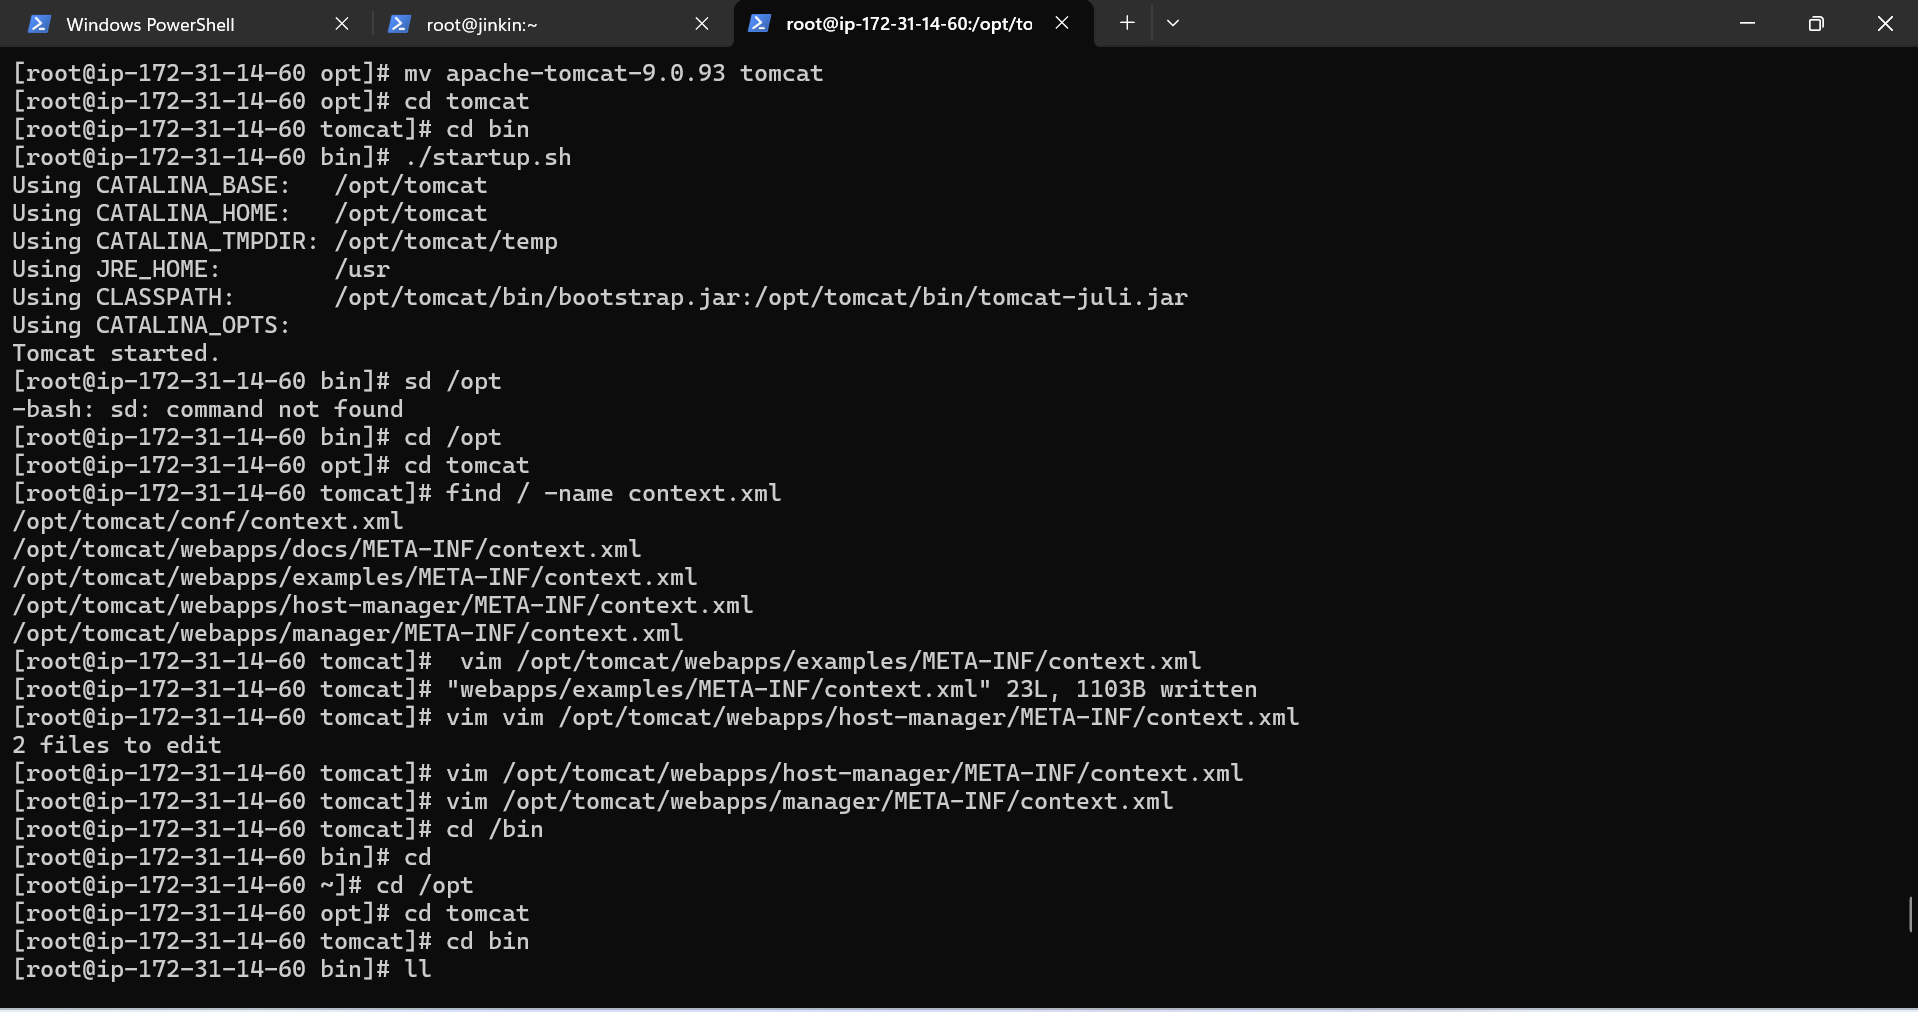 Windows PowerShell
root@jinkin:~
root@ip-172-31-14-60:/opt/to
[root@ip-172-31-14-60 opt]# mv apache-tomcat-9.0.93 tomcat
[root@ip-172-31-14-60 opt]# cd tomcat
[root@ip-172-31-14-60 tomcat]# cd bin
[root@ip-172-31-14-60 bin]# ./startup.sh
Using CATALINA_BASE:   /opt/tomcat
Using CATALINA_HOME:   /opt/tomcat
Using CATALINA_TMPDIR: /opt/tomcat/temp
Using JRE_HOME:        /usr
Using CLASSPATH:       /opt/tomcat/bin/bootstrap.jar:/opt/tomcat/bin/tomcat-juli.jar
Using CATALINA_OPTS:
Tomcat started.
[root@ip-172-31-14-60 bin]# sd /opt
-bash: sd: command not found
[root@ip-172-31-14-60 bin]# cd /opt
[root@ip-172-31-14-60 opt]# cd tomcat
[root@ip-172-31-14-60 tomcat]# find / -name context.xml
/opt/tomcat/conf/context.xml
/opt/tomcat/webapps/docs/META-INF/context.xml
/opt/tomcat/webapps/examples/META-INF/context.xml
/opt/tomcat/webapps/host-manager/META-INF/context.xml
/opt/tomcat/webapps/manager/META-INF/context.xml
[root@ip-172-31-14-60 tomcat]#  vim /opt/tomcat/webapps/examples/META-INF/context.xml
[root@ip-172-31-14-60 tomcat]# "webapps/examples/META-INF/context.xml" 23L, 1103B written
[root@ip-172-31-14-60 tomcat]# vim vim /opt/tomcat/webapps/host-manager/META-INF/context.xml
2 files to edit
[root@ip-172-31-14-60 tomcat]# vim /opt/tomcat/webapps/host-manager/META-INF/context.xml
[root@ip-172-31-14-60 tomcat]# vim /opt/tomcat/webapps/manager/META-INF/context.xml
[root@ip-172-31-14-60 tomcat]# cd /bin
[root@ip-172-31-14-60 bin]# cd
[root@ip-172-31-14-60 ~]# cd /opt
[root@ip-172-31-14-60 opt]# cd tomcat
[root@ip-172-31-14-60 tomcat]# cd bin
[root@ip-172-31-14-60 bin]# ll